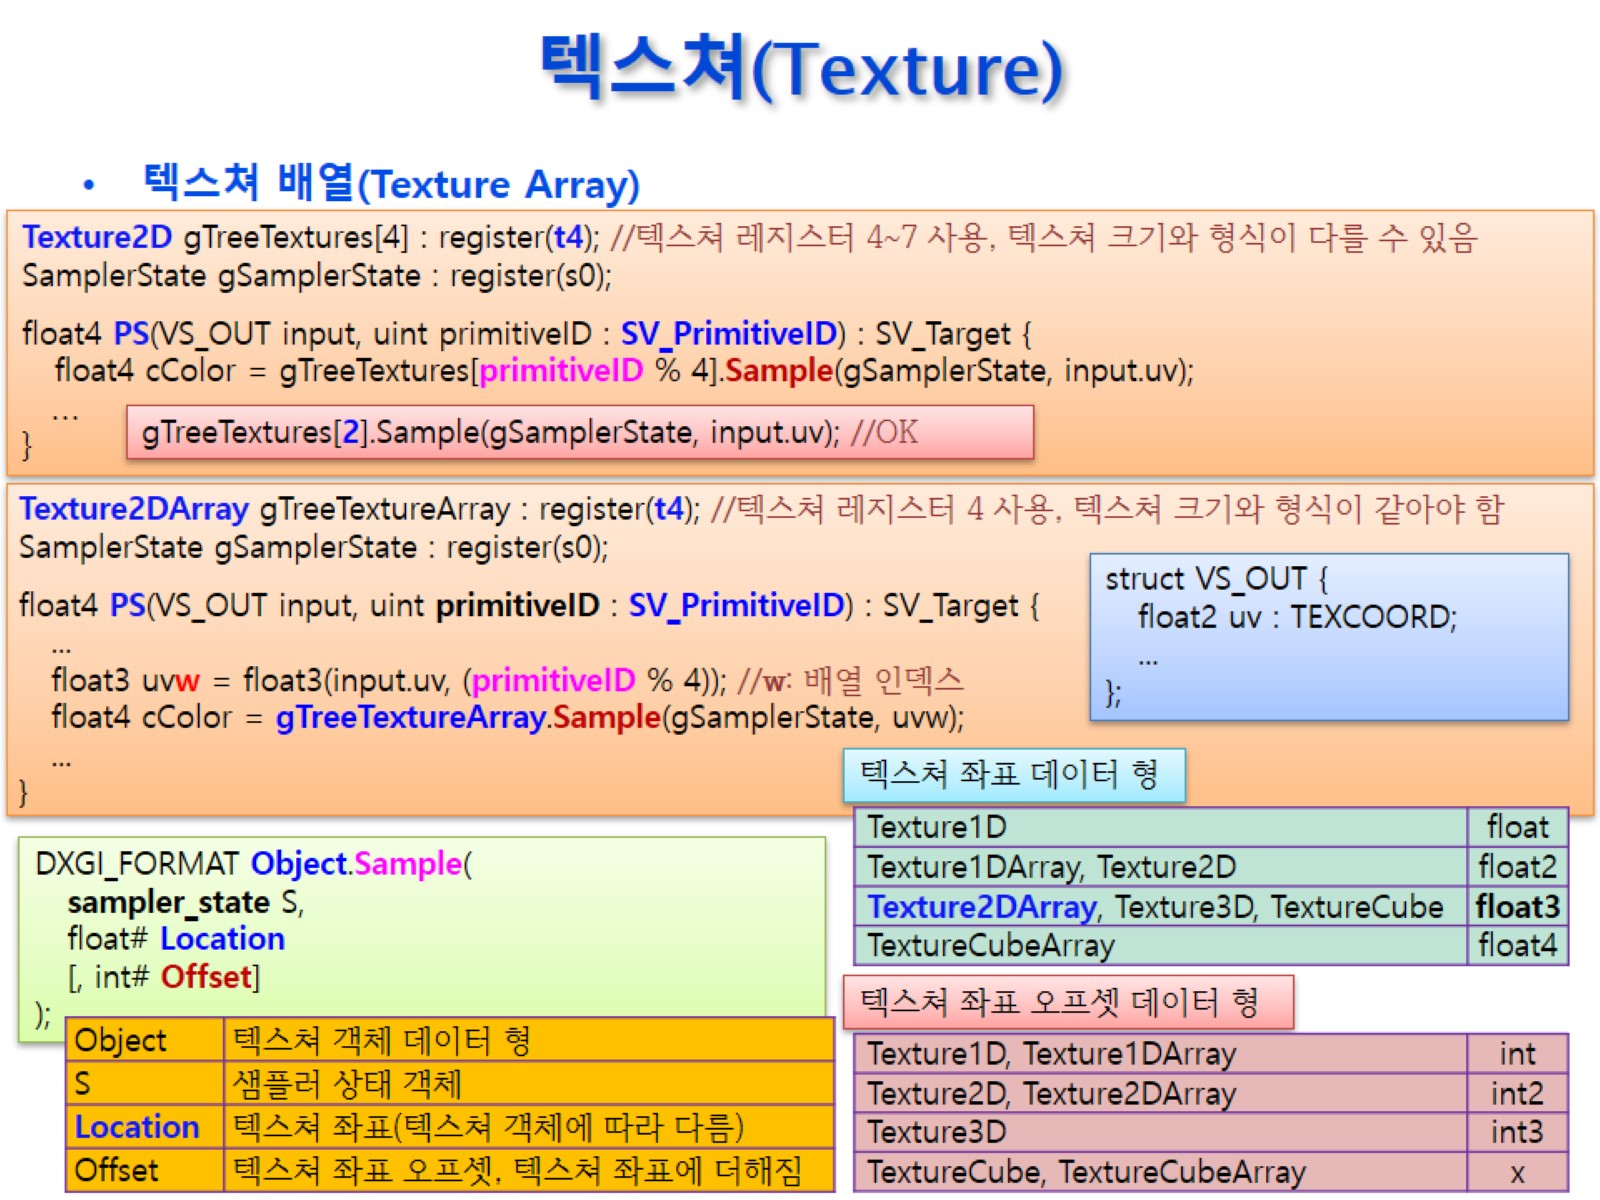 텍스쳐(Texture)
• 텍스쳐 배열(Texture Array)
Texture2D gTreeTextures[4] : register(t4); //텍스쳐 레지스터 4~7 사용, 텍스쳐 크기와 형식이 다를 수 있음
SamplerState gSamplerState : register(s0);
float4 PS(VS_OUT input, uint primitiveID : SV_PrimitiveID) : SV_Target {
float4 cColor = gTreeTextures[primitiveID % 4].Sample(gSamplerState, input.uv);
...
}
gTreeTextures[2].Sample(gSamplerState, input.uv); //OK
Texture2DArray gTreeTextureArray : register(t4); //텍스쳐 레지스터 4 사용, 텍스쳐 크기와 형식이 같아야 함
SamplerState gSamplerState : register(s0);
float4 PS(VS_OUT input, uint primitiveID : SV_PrimitiveID) : SV_Target {
...
float3 uvw = float3(input.uv, (primitiveID % 4)); //w: 배열 인덱스
float4 cColor = gTreeTextureArray.Sample(gSamplerState, uvw);
...
}
struct VS_OUT {
float2 uv : TEXCOORD;
...
};
텍스쳐 좌표 데이터 형
Texture1D float
Texture1DArray, Texture2D float2
Texture2DArray, Texture3D, TextureCube float3
TextureCubeArray float4
DXGI_FORMAT Object.Sample(
sampler_state S,
float# Location
[, int# Offset]
);
Object 텍스쳐 객체 데이터 형
S 샘플러 상태 객체
Location 텍스쳐 좌표(텍스쳐 객체에 따라 다름)
Offset 텍스쳐 좌표 오프셋, 텍스쳐 좌표에 더해짐
텍스쳐 좌표 오프셋 데이터 형
Texture1D, Texture1DArray int
Texture2D, Texture2DArray int2
Texture3D int3
TextureCube, TextureCubeArray x